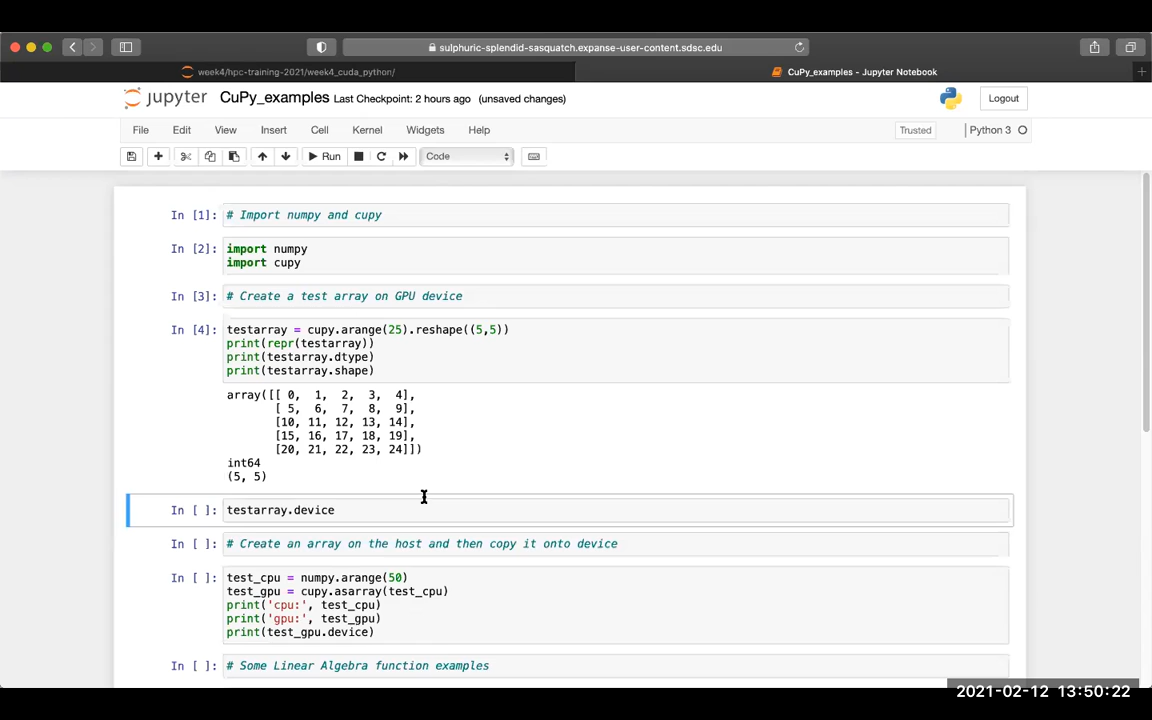 sulphuric-splendid-sasquatch.expanse-user-content.sdsc.edu
week4/hpc-training-2021/week4_cuda_python/
CuPy_examples - Jupyter Notebook
jupyter CuPy_examples Last Checkpoint: 2 hours ago (unsaved changes)
Logout
File Edit View Insert Cell Kernel Widgets Help
Trusted
Python 3
Run
Code
In [1]: # Import numpy and cupy
In [2]: import numpy
import cupy
In [3]: # Create a test array on GPU device
In [4]: testarray = cupy.arange(25).reshape((5,5))
print(repr(testarray))
print(testarray.dtype)
print(testarray.shape)
array([[ 0, 1, 2, 3, 4],
[ 5, 6, 7, 8, 9],
[10, 11, 12, 13, 14],
[15, 16, 17, 18, 19],
[20, 21, 22, 23, 24]])
int64
(5, 5)
In [ ]: testarray.device
In [ ]: # Create an array on the host and then copy it onto device
In [ ]: test_cpu = numpy.arange(50)
test_gpu = cupy.asarray(test_cpu)
print('cpu:', test_cpu)
print('gpu:', test_gpu)
print(test_gpu.device)
In [ ]: # Some Linear Algebra function examples
2021-02-12 13:50:22